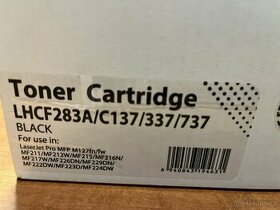 Toner Cartridge
LHCF283A/C137/337/737
BLACK
For use in:
LaserJet Pro MFP M127fn/fw
MF211/MF212W/MF215/MF216N/
MF217W/MF226DN/MF229DN/
MF222DW/MF223D/MF224DW
6940843194631